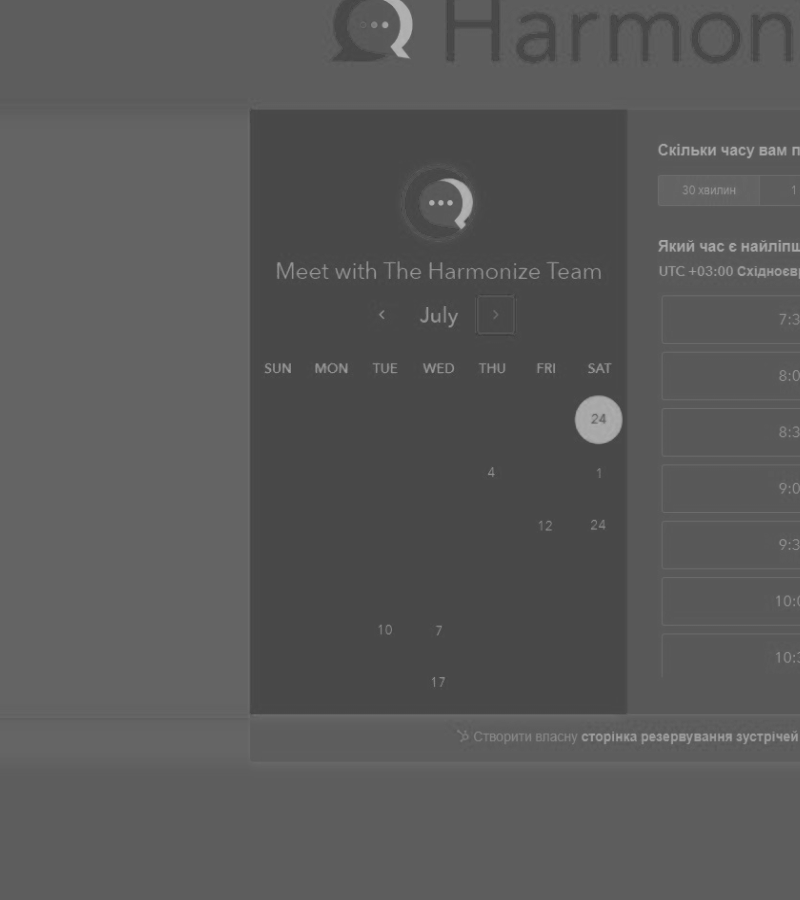 Harmon
Meet with The Harmonize Team
July
SUN MON TUE WED THU FRI SAT
24
4 1
12 24
10 7
17
Скільки часу вам п
30 хвилин 1
Який час є найліпш
UTC +03:00 Східноєвр
7:3
8:0
8:3
9:0
9:3
10:0
10:3
Створити власну сторінка резервування зустрічей